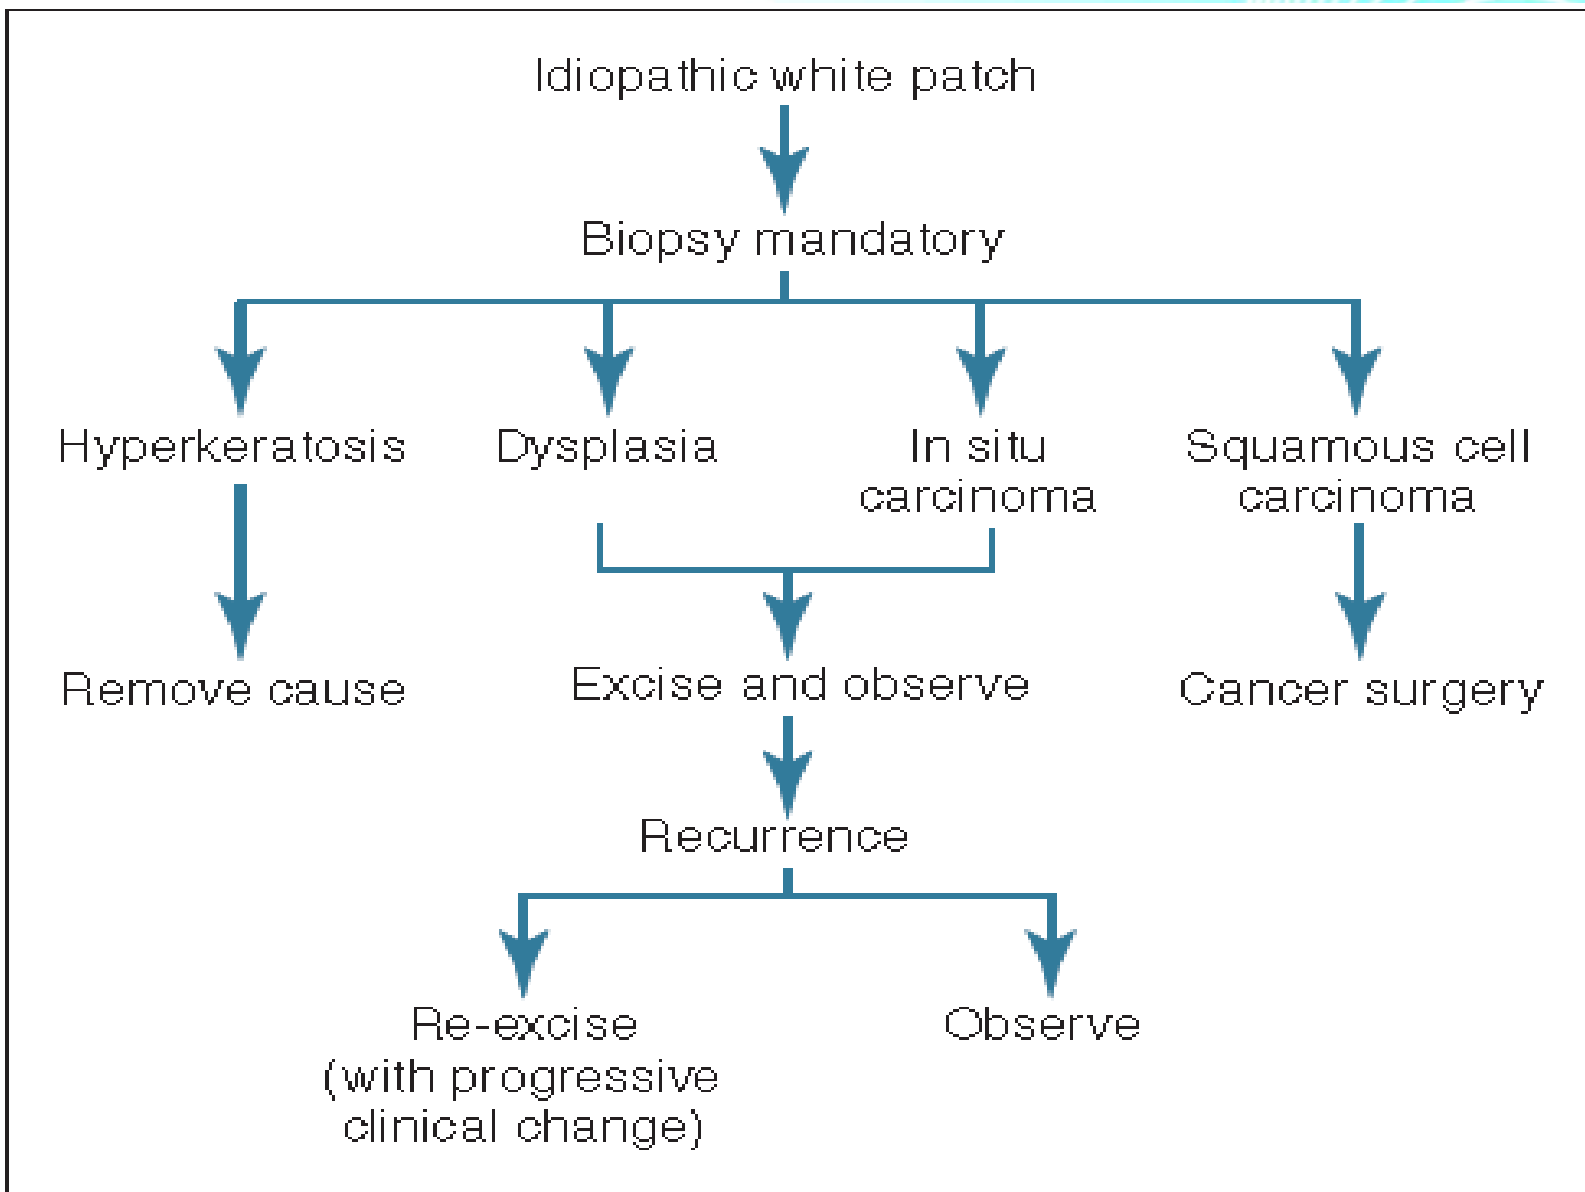 Idiopathic white patch
Biopsy mandatory
Hyperkeratosis
Dysplasia
In situ
carcinoma
Squamous cell
carcinoma
Remove cause
Excise and observe
Cancer surgery
Recurrence
Re-excise
(with progressive
clinical change)
Observe